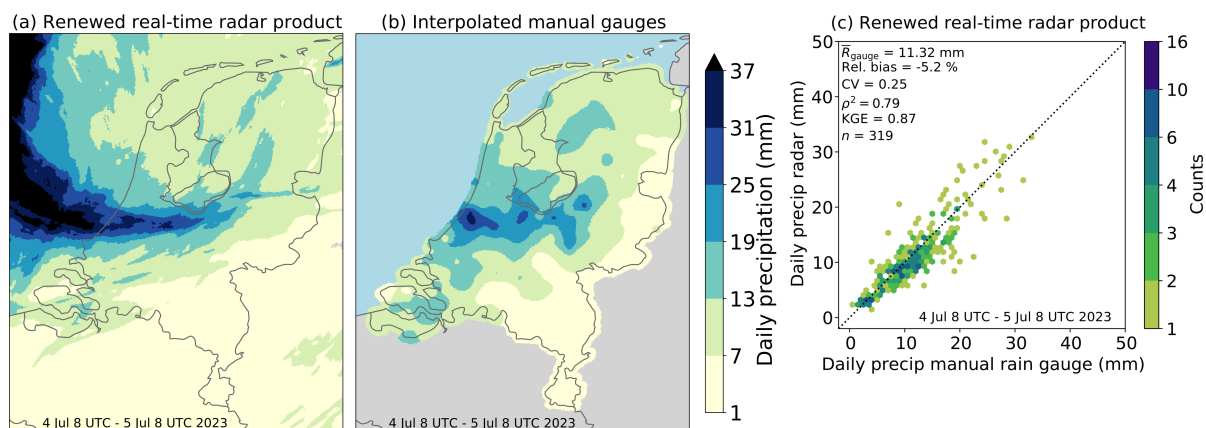 (a) Renewed real-time radar product
4 Jul 8 UTC - 5 Jul 8 UTC 2023
(b) Interpolated manual gauges
4 Jul 8 UTC - 5 Jul 8 UTC 2023
37
31
25
19
13
7
1
Daily precipitation (mm)
(c) Renewed real-time radar product
R̅gauge = 11.32 mm
Rel. bias = -5.2 %
CV = 0.25
ρ² = 0.79
KGE = 0.87
n = 319
50
40
30
20
10
0
Daily precip radar (mm)
4 Jul 8 UTC - 5 Jul 8 UTC 2023
0 10 20 30 40 50
Daily precip manual rain gauge (mm)
16
10
6
4
3
2
1
Counts